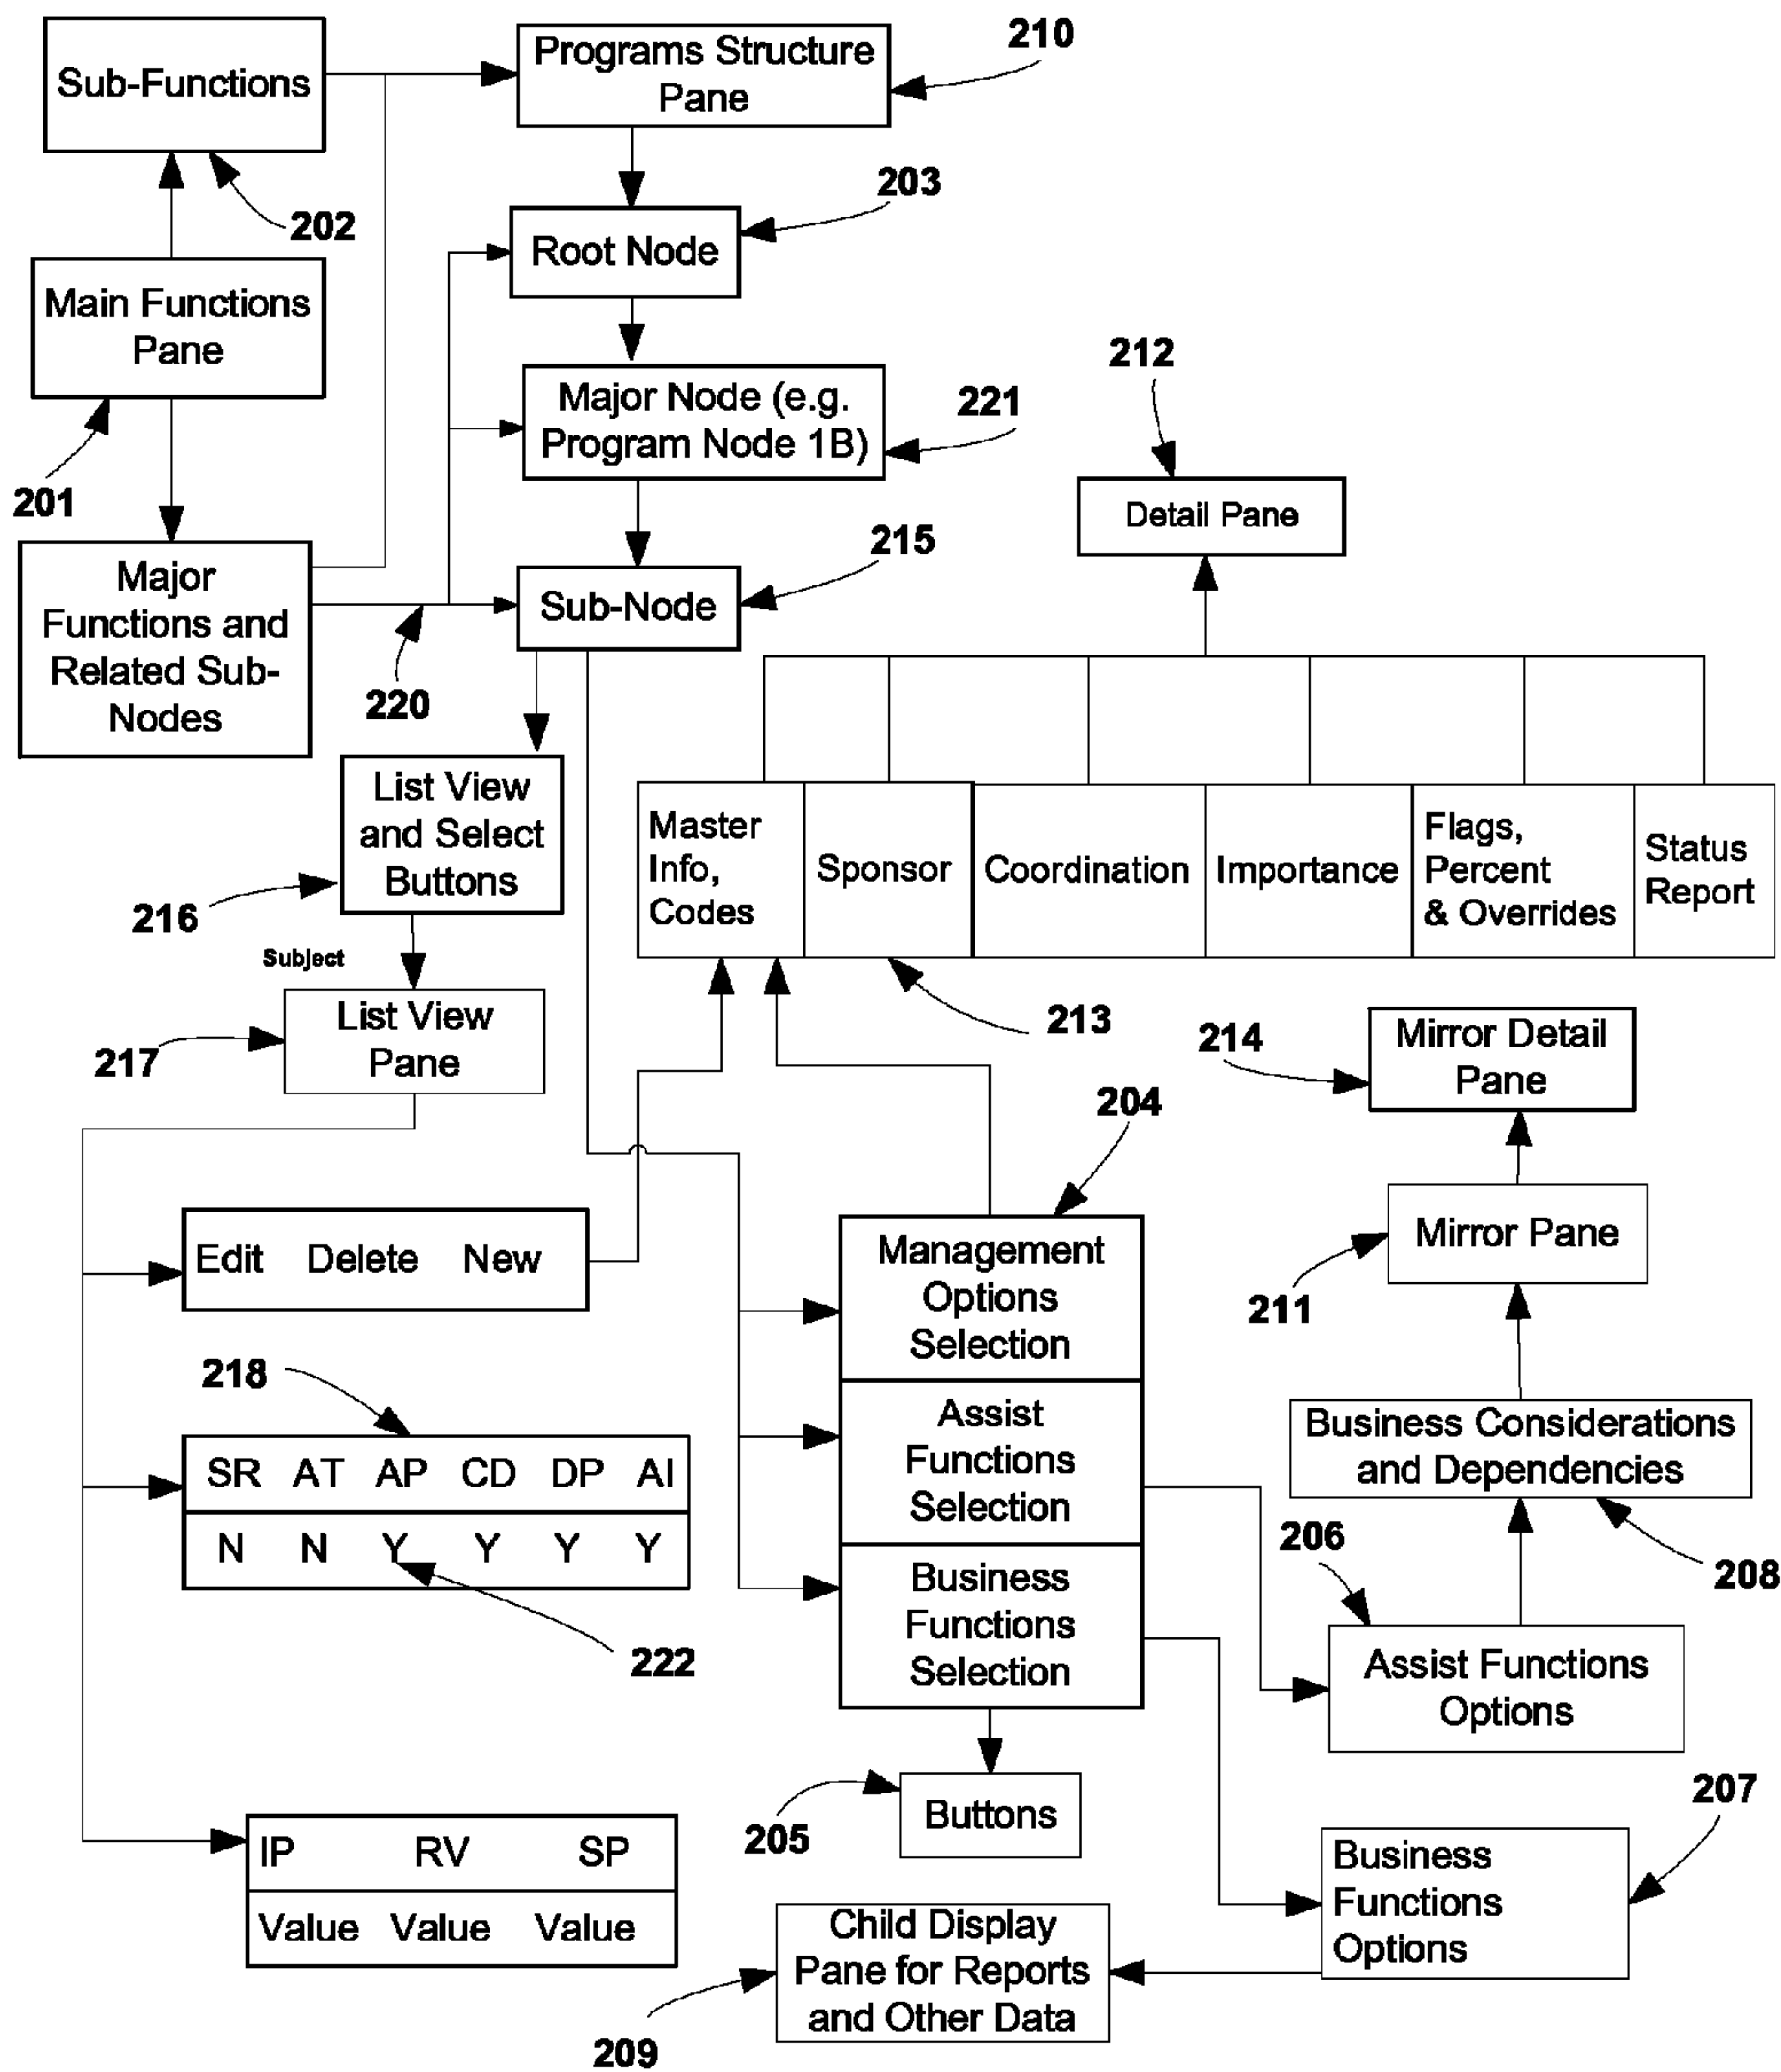 Sub-Functions
Programs Structure
Pane
210
203
202
Root Node
Main Functions
Pane
212
Major Node (e.g.
Program Node 1B)
221
201
Detail Pane
215
Major
Functions and
Related Sub-
Nodes
Sub-Node
220
List View
and Select
Buttons
216
Master
Info,
Codes
Sponsor
Coordination
Importance
Flags,
Percent
& Overrides
Status
Report
Subject
List View
Pane
217
213
214
Mirror Detail
Pane
204
Edit Delete New
Management
Options
Selection
Mirror Pane
211
218
SR AT AP CD DP AI
N N Y Y Y Y
222
Assist
Functions
Selection
Business Considerations
and Dependencies
206
208
Business
Functions
Selection
Assist Functions
Options
205
Buttons
207
IP RV SP
Value Value Value
Business
Functions
Options
Child Display
Pane for Reports
and Other Data
209